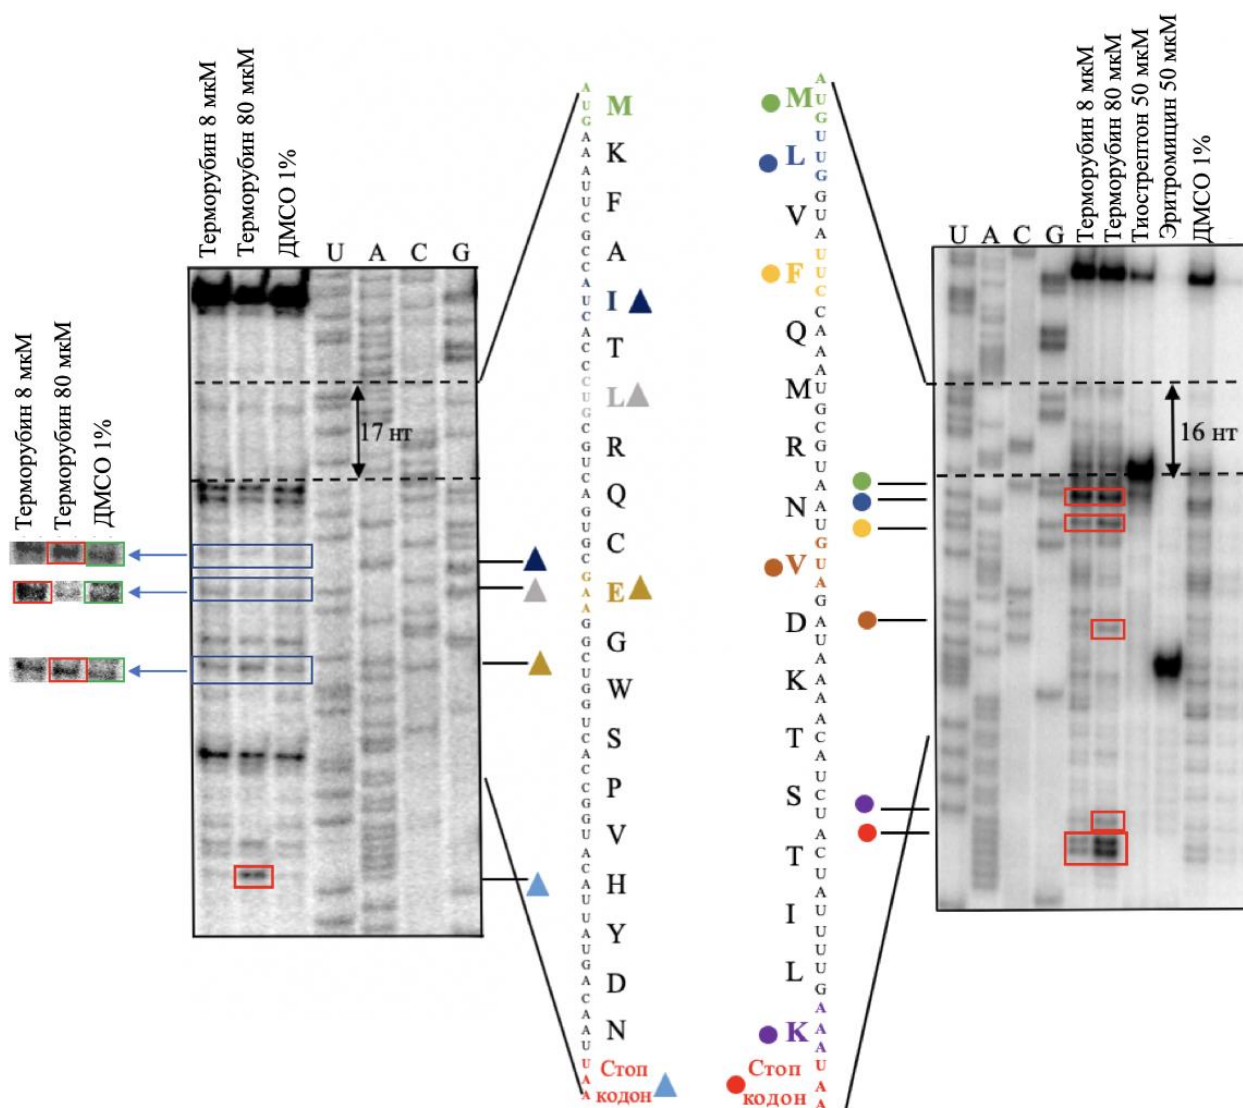 Терморубин 8 мкМ
Терморубин 80 мкМ
ДМСО 1%
U A C G
17 нт
Терморубин 8 мкМ
Терморубин 80 мкМ
ДМСО 1%
AUGAAAUUCGCCAUCACCCUGCGUCAGUGCGAAGGCUGGUCACCGGUACAUUAUGACAAUUAA
M
K
F
A
I
T
L
R
Q
C
E
G
W
S
P
V
H
Y
D
N
Стоп
кодон
M
L
V
F
Q
M
R
N
V
D
K
T
S
T
I
L
K
Стоп
кодон
AUGUUGGUAUUCCAAAUGCGUAAUGUAGAUAAAACAUCUACUAUUUUGAAAUAA
Терморубин 8 мкМ
Терморубин 80 мкМ
Тиострептон 50 мкМ
Эритромицин 50 мкМ
ДМСО 1%
U A C G
16 нт